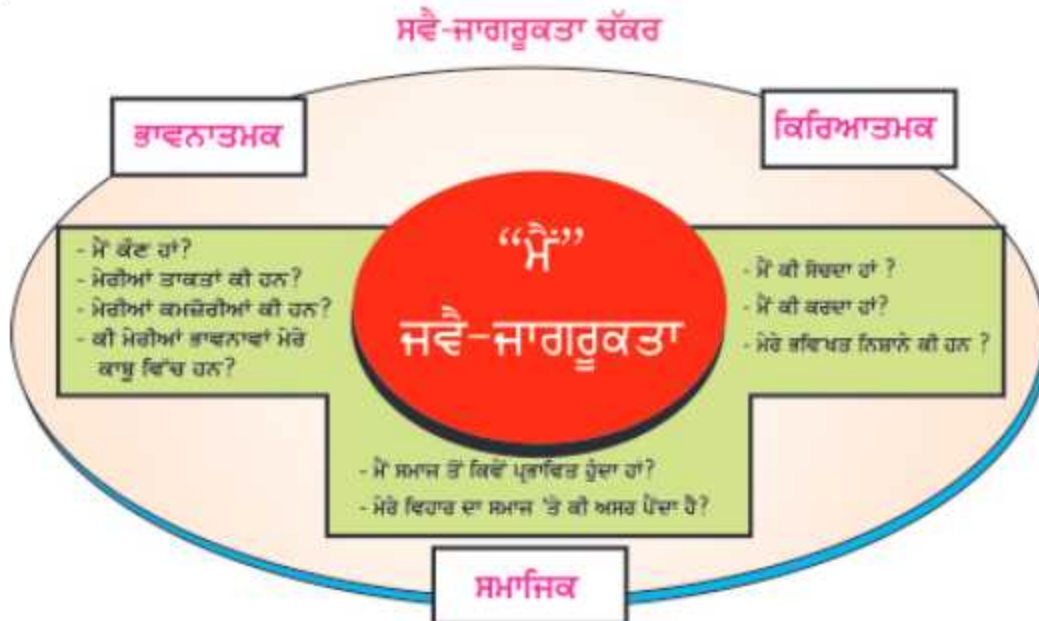 ਸਵੈ-ਜਾਗਰੂਕਤਾ ਚੱਕਰ
ਭਾਵਨਾਤਮਕ
ਕਿਰਿਆਤਮਕ
- ਮੈਂ ਕੌਣ ਹਾਂ?
- ਮੇਰੀਆਂ ਤਾਕਤਾਂ ਕੀ ਹਨ?
- ਮੇਰੀਆਂ ਕਮਜ਼ੋਰੀਆਂ ਕੀ ਹਨ?
- ਕੀ ਮੇਰੀਆਂ ਭਾਵਨਾਵਾਂ ਮੇਰੇ
ਕਾਬੂ ਵਿੱਚ ਹਨ?
“ਮੈਂ”
ਜਵੈ-ਜਾਗਰੂਕਤਾ
- ਮੈਂ ਕੀ ਸੋਚਦਾ ਹਾਂ ?
- ਮੈਂ ਕੀ ਕਰਦਾ ਹਾਂ?
- ਮੇਰੇ ਭਵਿਖਤ ਨਿਸ਼ਾਨੇ ਕੀ ਹਨ ?
- ਮੈਂ ਸਮਾਜ ਤੋਂ ਕਿਵੇਂ ਪ੍ਰਭਾਵਿਤ ਹੁੰਦਾ ਹਾਂ?
- ਮੇਰੇ ਵਿਹਾਰ ਦਾ ਸਮਾਜ 'ਤੇ ਕੀ ਅਸਰ ਪੈਂਦਾ ਹੈ?
ਸਮਾਜਿਕ